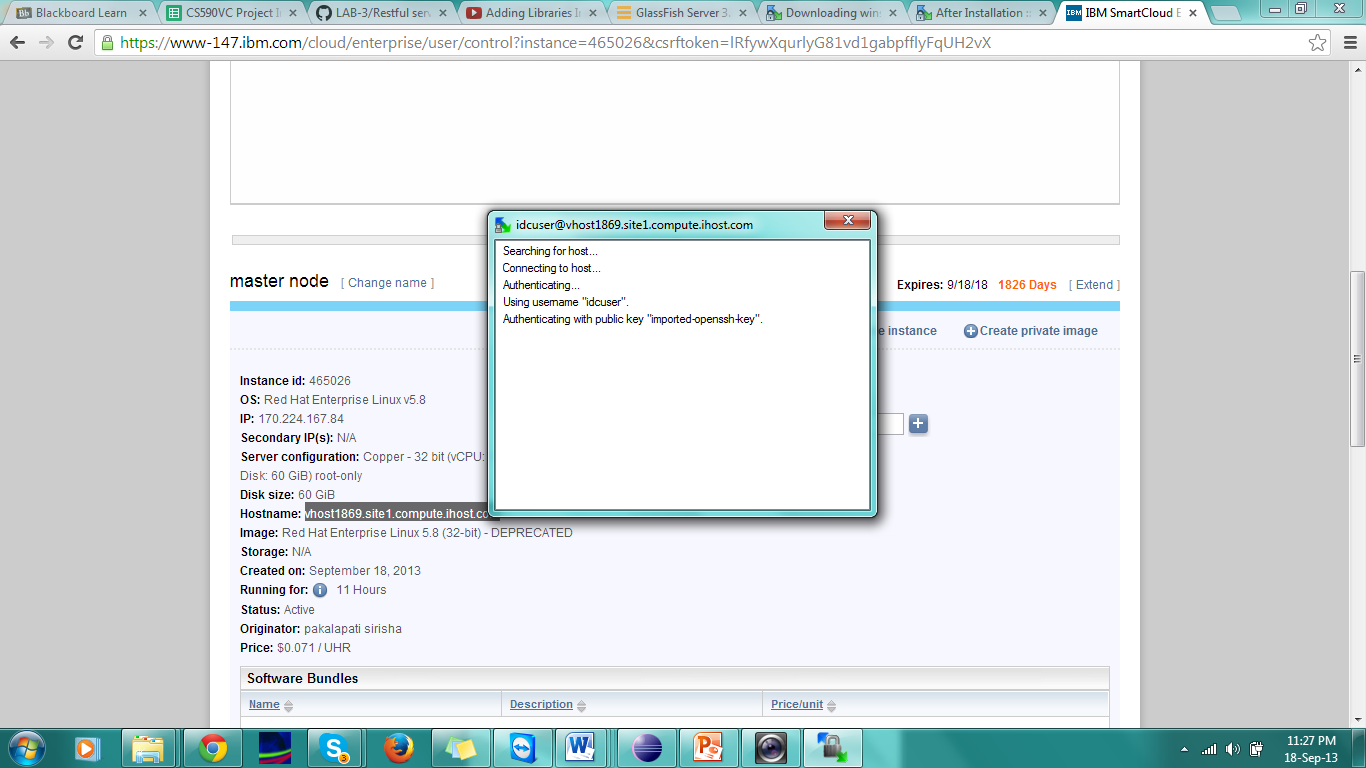 Blackboard Learn
CS590VC Project I
LAB-3/Restful serv
Adding Libraries I
GlassFish Server 3.
Downloading wins
After Installation ::
IBM SmartCloud E
https://www-147.ibm.com/cloud/enterprise/user/control?instance=465026&csrftoken=lRfywXqurlyG81vd1gabpfflyFqUH2vX
idcuser@vhost1869.site1.compute.ihost.com
Searching for host...
Connecting to host...
Authenticating...
Using username "idcuser".
Authenticating with public key "imported-openssh-key".
master node [ Change name ]
Expires: 9/18/18 1826 Days [ Extend ]
e instance Create private image
Instance id: 465026
OS: Red Hat Enterprise Linux v5.8
IP: 170.224.167.84
Secondary IP(s): N/A
Server configuration: Copper - 32 bit (vCPU:
Disk: 60 GiB) root-only
Disk size: 60 GiB
Hostname: vhost1869.site1.compute.ihost.co
Image: Red Hat Enterprise Linux 5.8 (32-bit) - DEPRECATED
Storage: N/A
Created on: September 18, 2013
Running for: 11 Hours
Status: Active
Originator: pakalapati sirisha
Price: $0.071 / UHR
Software Bundles
Name Description Price/unit
11:27 PM
18-Sep-13